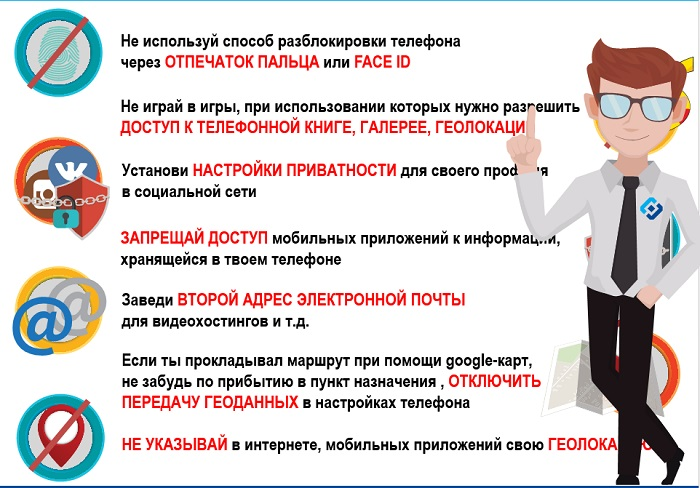 Не используй способ разблокировки телефона
через ОТПЕЧАТОК ПАЛЬЦА или FACE ID
Не играй в игры, при использовании которых нужно разрешить
ДОСТУП К ТЕЛЕФОННОЙ КНИГЕ, ГАЛЕРЕЕ, ГЕОЛОКАЦИ
Установи НАСТРОЙКИ ПРИВАТНОСТИ для своего профиля
в социальной сети
ЗАПРЕЩАЙ ДОСТУП мобильных приложений к информации,
хранящейся в твоем телефоне
Заведи ВТОРОЙ АДРЕС ЭЛЕКТРОННОЙ ПОЧТЫ
для видеохостингов и т.д.
Если ты прокладывал маршрут при помощи google-карт,
не забудь по прибытию в пункт назначения , ОТКЛЮЧИТЬ
ПЕРЕДАЧУ ГЕОДАННЫХ в настройках телефона
НЕ УКАЗЫВАЙ в интернете, мобильных приложений свою